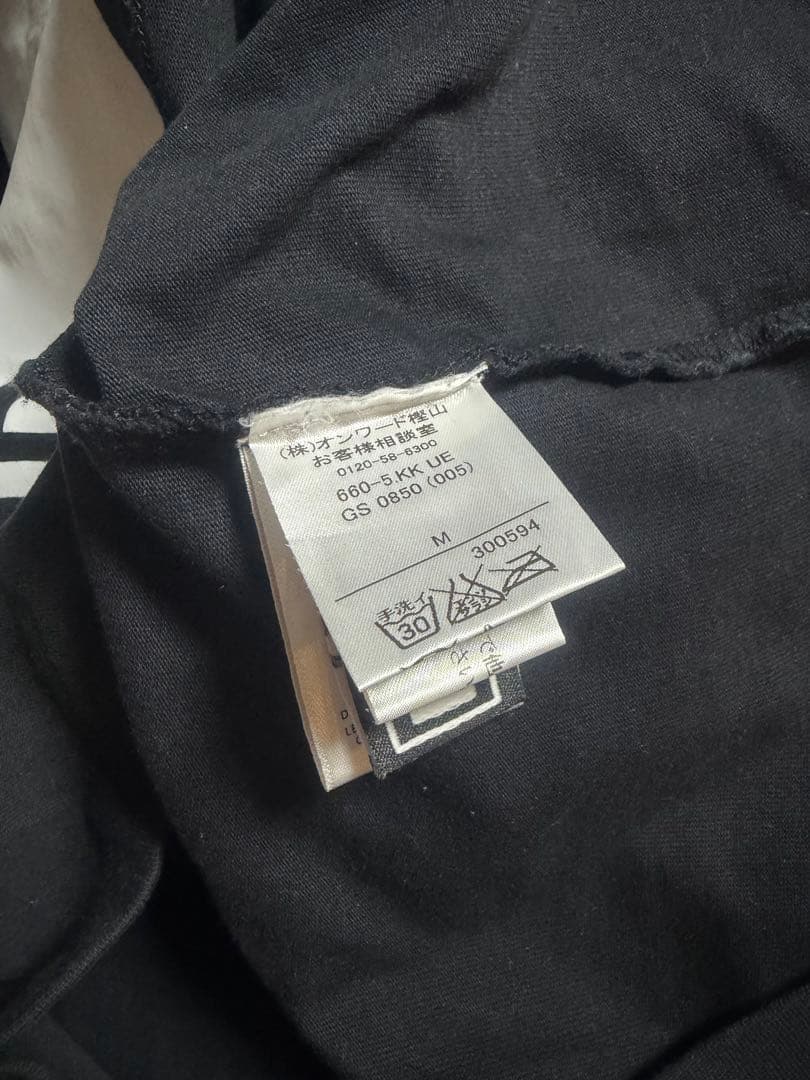 (株)オンワード樫山
お客様相談室
0120-58-8300
660-5.KK UE
GS 0850 (005)
M
300594
手洗イ
30